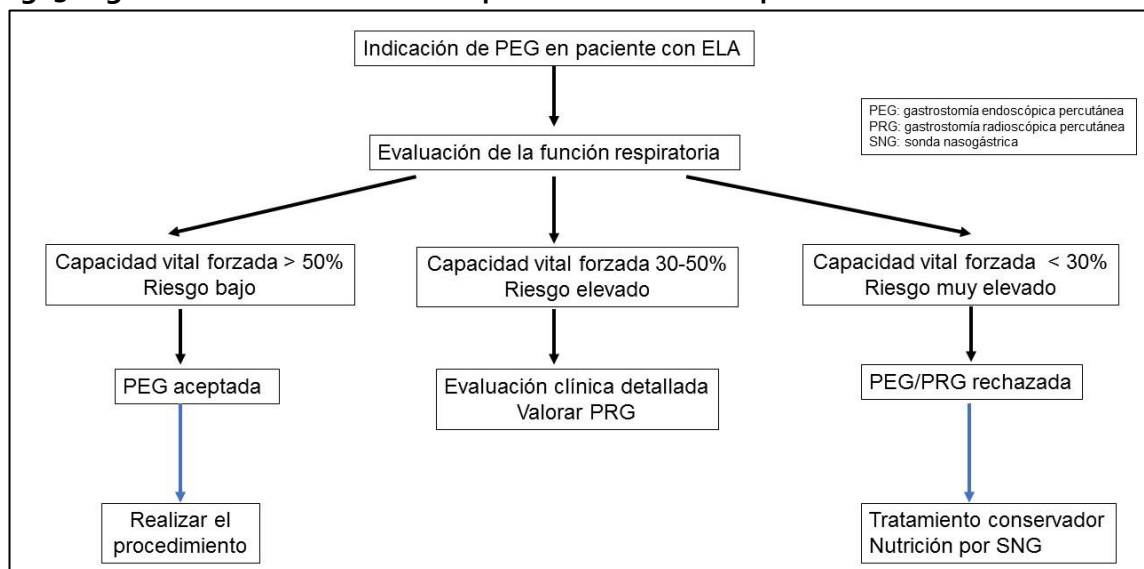 Indicación de PEG en paciente con ELA
PEG: gastrostomía endoscópica percutánea
PRG: gastrostomía radioscópica percutánea
SNG: sonda nasogástrica
Evaluación de la función respiratoria
Capacidad vital forzada > 50%
Riesgo bajo
Capacidad vital forzada 30-50%
Riesgo elevado
Capacidad vital forzada < 30%
Riesgo muy elevado
PEG aceptada
Evaluación clínica detallada
Valorar PRG
PEG/PRG rechazada
Realizar el
procedimiento
Tratamiento conservador
Nutrición por SNG